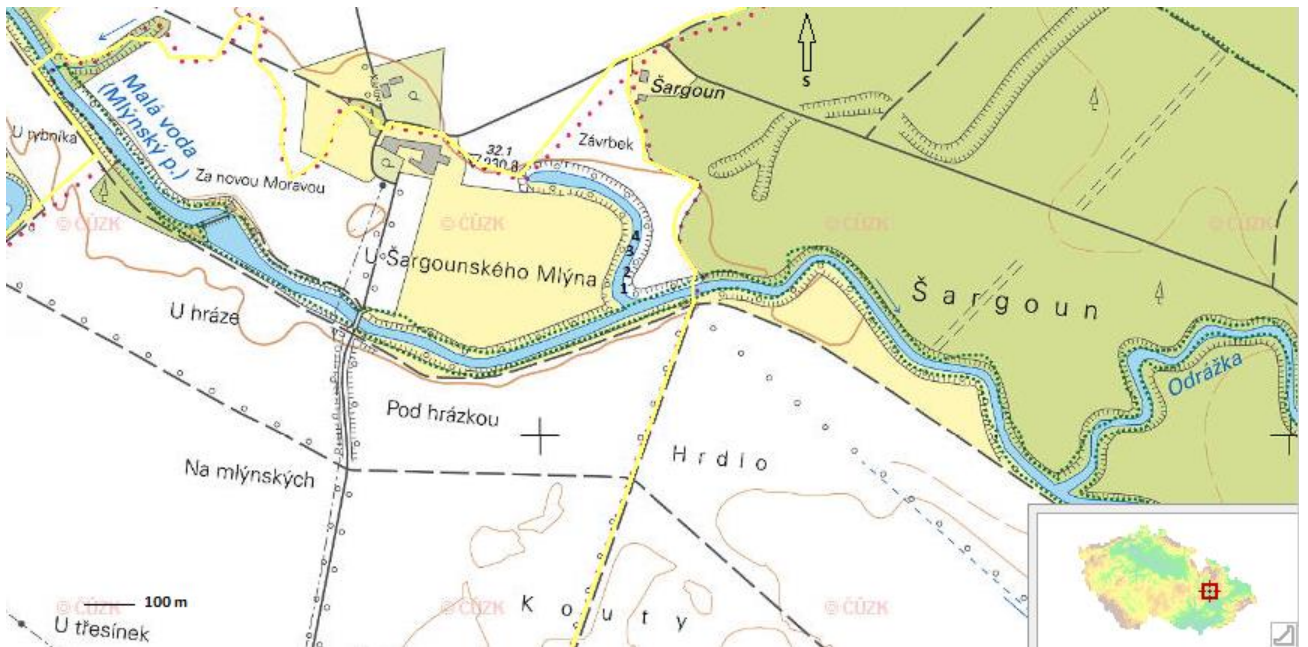 S
Malá voda
(Mlýnský p.)
Šargoun
U rybníka
32.1
230.8
Závrbek
Za novou Moravou
© ČÚZK
© ČÚZK
© ČÚZK
© ČÚZK
4
3
2
1
U Šargounského Mlýna
Šargoun
U hráze
Odrážka
Pod hrázkou
Hrdlo
Na mlýnských
100 m
© ČÚZK
© ČÚZK
© ČÚZK
Kouty
U třesínek